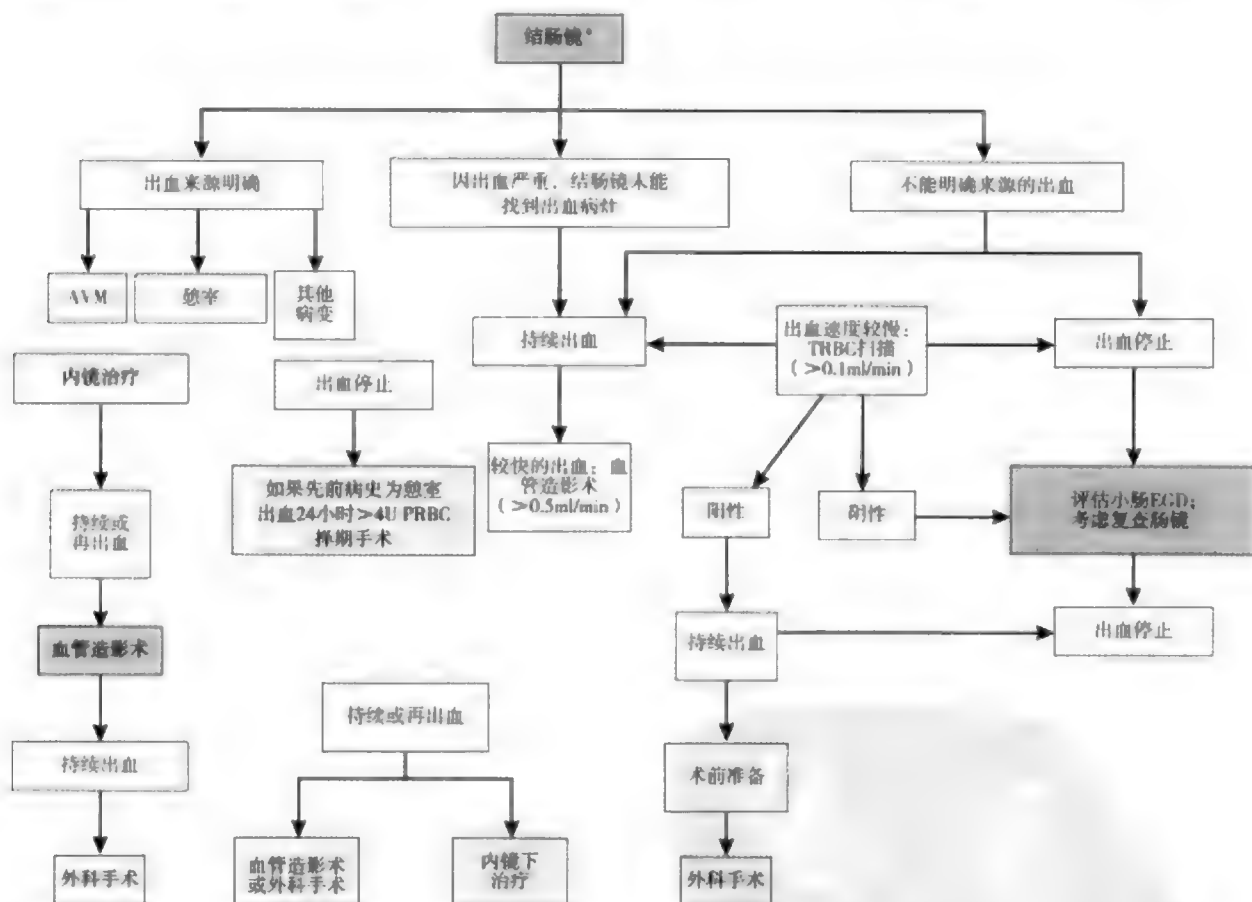 结肠镜*
出血来源明确
因出血严重，结肠镜未能
找到出血病灶
不能明确来源的出血
AVM
憩室
其他
病变
持续出血
出血速度较慢：
TRBC扫描
（>0.1ml/min）
出血停止
内镜治疗
出血停止
较快的出血：血
管造影术
（>0.5ml/min）
如果先前病史为憩室
出血24小时>4U PRBC
择期手术
持续或
再出血
阳性
阴性
评估小肠EGD；
考虑复查肠镜
血管造影术
持续出血
出血停止
持续或再出血
持续出血
术前准备
外科手术
血管造影术
或外科手术
内镜下
治疗
外科手术